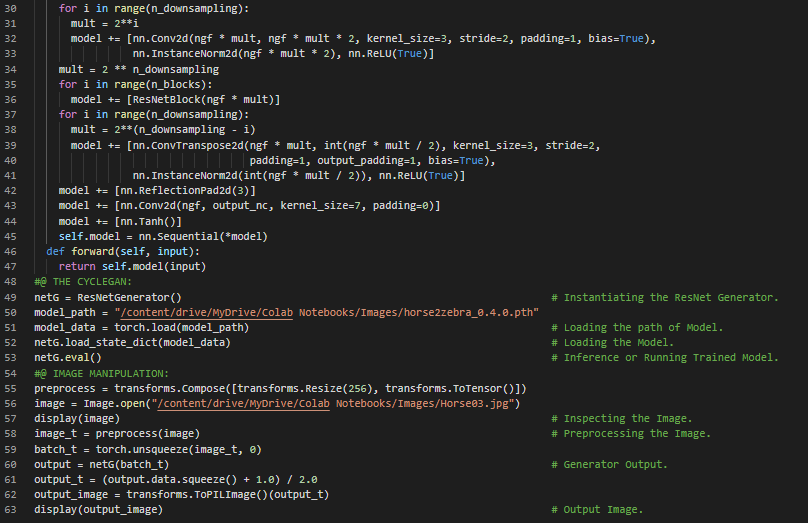 30 for i in range(n_downsampling):
31 mult = 2**i
32 model += [nn.Conv2d(ngf * mult, ngf * mult * 2, kernel_size=3, stride=2, padding=1, bias=True),
33 nn.InstanceNorm2d(ngf * mult * 2), nn.ReLU(True)]
34 mult = 2 ** n_downsampling
35 for i in range(n_blocks):
36 model += [ResNetBlock(ngf * mult)]
37 for i in range(n_downsampling):
38 mult = 2**(n_downsampling - i)
39 model += [nn.ConvTranspose2d(ngf * mult, int(ngf * mult / 2), kernel_size=3, stride=2,
40 padding=1, output_padding=1, bias=True),
41 nn.InstanceNorm2d(int(ngf * mult / 2)), nn.ReLU(True)]
42 model += [nn.ReflectionPad2d(3)]
43 model += [nn.Conv2d(ngf, output_nc, kernel_size=7, padding=0)]
44 model += [nn.Tanh()]
45 self.model = nn.Sequential(*model)
46 def forward(self, input):
47 return self.model(input)
48 #@ THE CYCLEGAN:
49 netG = ResNetGenerator() # Instantiating the ResNet Generator.
50 model_path = "/content/drive/MyDrive/Colab Notebooks/Images/horse2zebra_0.4.0.pth"
51 model_data = torch.load(model_path) # Loading the path of Model.
52 netG.load_state_dict(model_data) # Loading the Model.
53 netG.eval() # Inference or Running Trained Model.
54 #@ IMAGE MANIPULATION:
55 preprocess = transforms.Compose([transforms.Resize(256), transforms.ToTensor()])
56 image = Image.open("/content/drive/MyDrive/Colab Notebooks/Images/Horse03.jpg")
57 display(image) # Inspecting the Image.
58 image_t = preprocess(image) # Preprocessing the Image.
59 batch_t = torch.unsqueeze(image_t, 0)
60 output = netG(batch_t) # Generator Output.
61 output_t = (output.data.squeeze() + 1.0) / 2.0
62 output_image = transforms.ToPILImage()(output_t)
63 display(output_image) # Output Image.